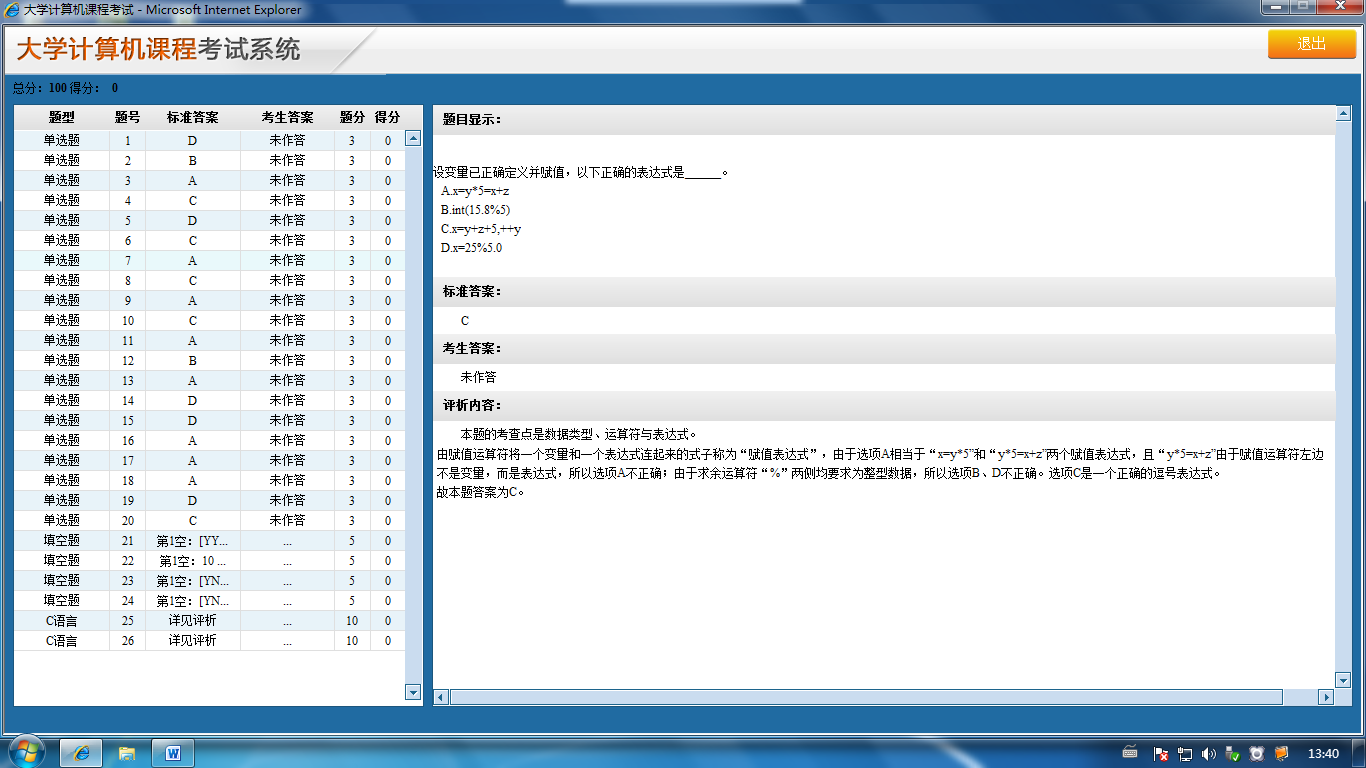 大学计算机课程考试 - Microsoft Internet Explorer
大学计算机课程考试系统
退出
总分：100 得分： 0
题型 题号 标准答案 考生答案 题分 得分
单选题 1 D 未作答 3 0
单选题 2 B 未作答 3 0
单选题 3 A 未作答 3 0
单选题 4 C 未作答 3 0
单选题 5 D 未作答 3 0
单选题 6 C 未作答 3 0
单选题 7 A 未作答 3 0
单选题 8 C 未作答 3 0
单选题 9 A 未作答 3 0
单选题 10 C 未作答 3 0
单选题 11 A 未作答 3 0
单选题 12 B 未作答 3 0
单选题 13 A 未作答 3 0
单选题 14 D 未作答 3 0
单选题 15 D 未作答 3 0
单选题 16 A 未作答 3 0
单选题 17 A 未作答 3 0
单选题 18 A 未作答 3 0
单选题 19 D 未作答 3 0
单选题 20 C 未作答 3 0
填空题 21 第1空：[YY... ... 5 0
填空题 22 第1空：10 ... ... 5 0
填空题 23 第1空：[YN... ... 5 0
填空题 24 第1空：[YN... ... 5 0
C语言 25 详见评析 ... 10 0
C语言 26 详见评析 ... 10 0
题目显示：
设变量已正确定义并赋值，以下正确的表达式是______。
A.x=y*5=x+z
B.int(15.8%5)
C.x=y+z+5,++y
D.x=25%5.0
标准答案：
C
考生答案：
未作答
评析内容：
本题的考查点是数据类型、运算符与表达式。
由赋值运算符将一个变量和一个表达式连起来的式子称为“赋值表达式”，由于选项A相当于“x=y*5”和“y*5=x+z”两个赋值表达式，且“y*5=x+z”由于赋值运算符左边
不是变量，而是表达式，所以选项A不正确；由于求余运算符“%”两侧均要求为整型数据，所以选项B、D不正确。选项C是一个正确的逗号表达式。
故本题答案为C。
13:40